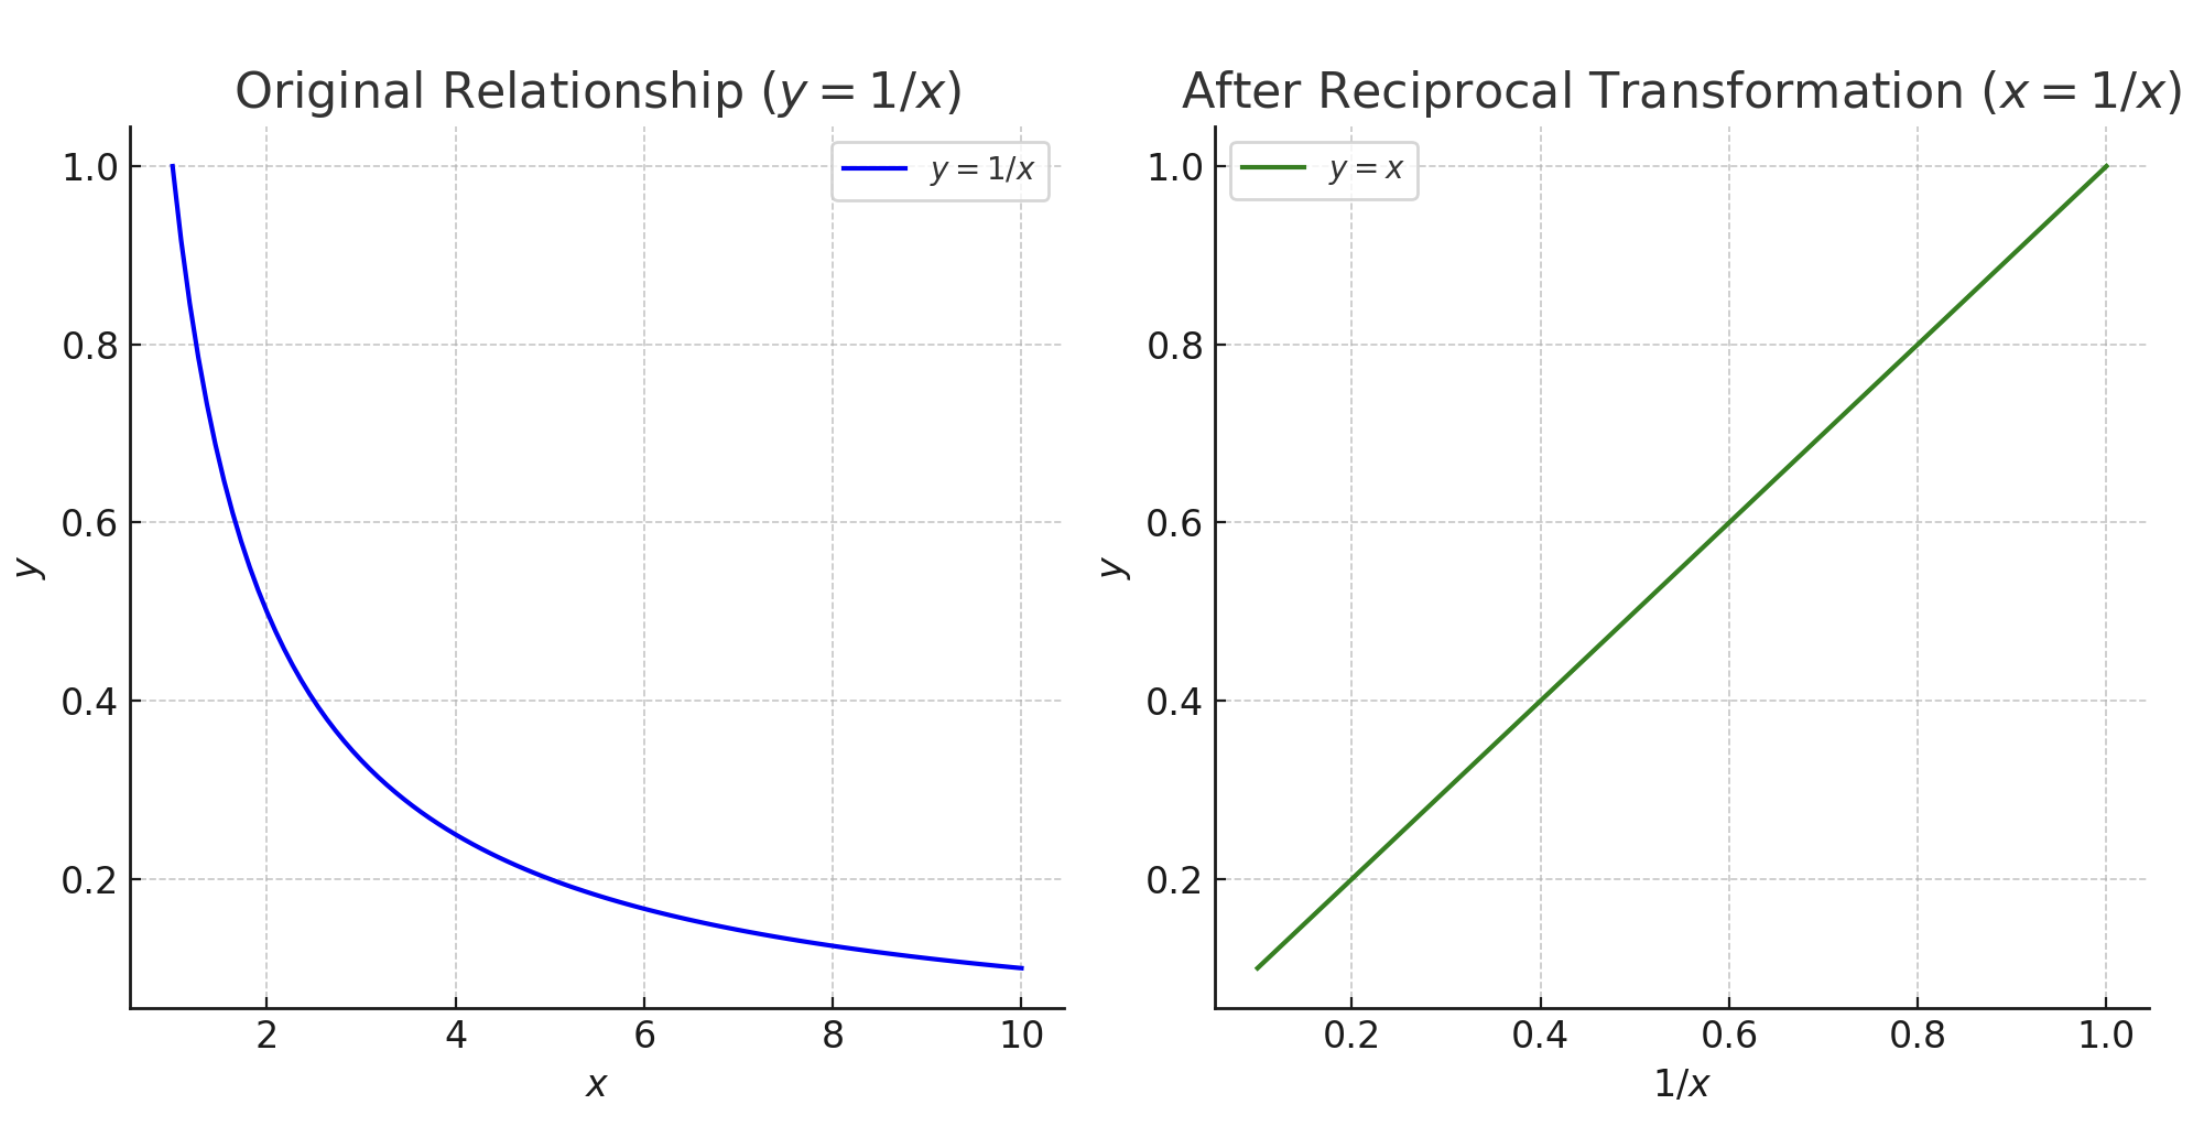 Original Relationship (y = 1/x)
y = 1/x
1.0
0.8
0.6
0.4
0.2
y
2 4 6 8 10
x
After Reciprocal Transformation (x = 1/x)
y = x
1.0
0.8
0.6
0.4
0.2
y
0.2 0.4 0.6 0.8 1.0
1/x